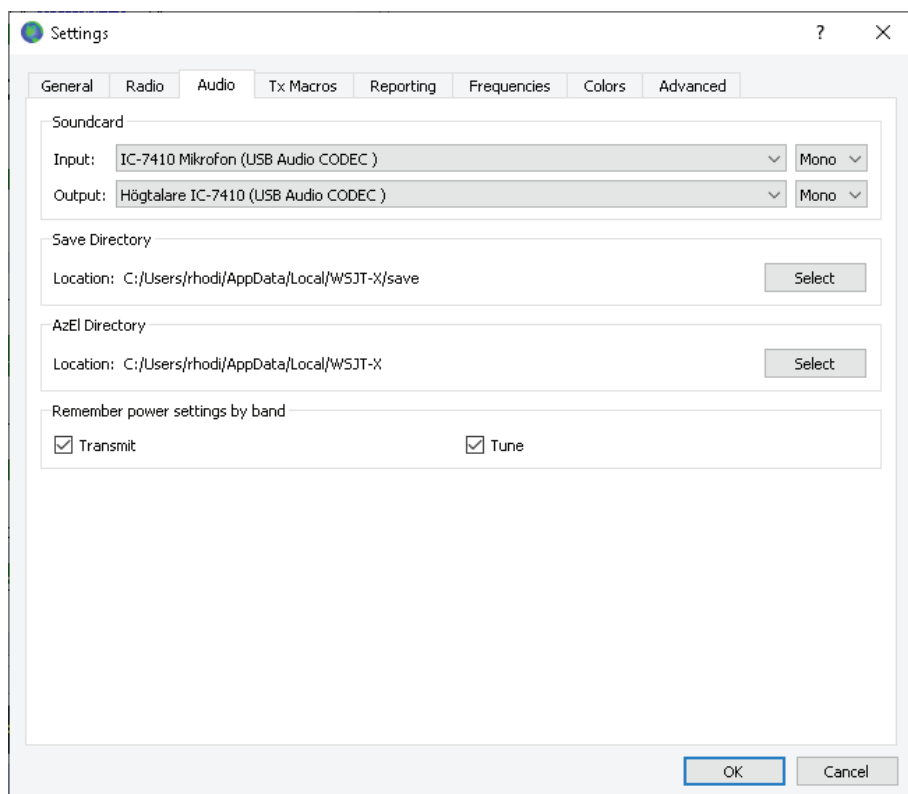 Settings
?
General Radio Audio Tx Macros Reporting Frequencies Colors Advanced
Soundcard
Input: IC-7410 Mikrofon (USB Audio CODEC ) Mono
Output: Högtalare IC-7410 (USB Audio CODEC ) Mono
Save Directory
Location: C:/Users/rhodi/AppData/Local/WSJT-X/save Select
AzEl Directory
Location: C:/Users/rhodi/AppData/Local/WSJT-X Select
Remember power settings by band
Transmit Tune
OK Cancel